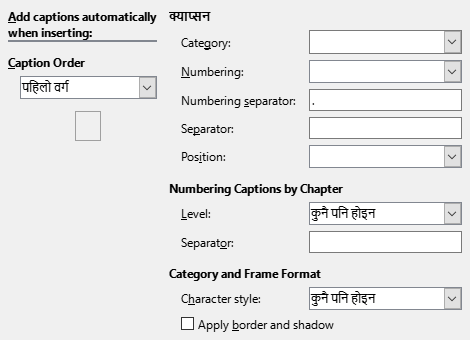 Add captions automatically
when inserting:
Caption Order
पहिलो वर्ग
क्याप्सन
Category:
Numbering:
Numbering separator:
.
Separator:
Position:
Numbering Captions by Chapter
Level:
कुनै पनि होइन
Separator:
Category and Frame Format
Character style:
कुनै पनि होइन
Apply border and shadow